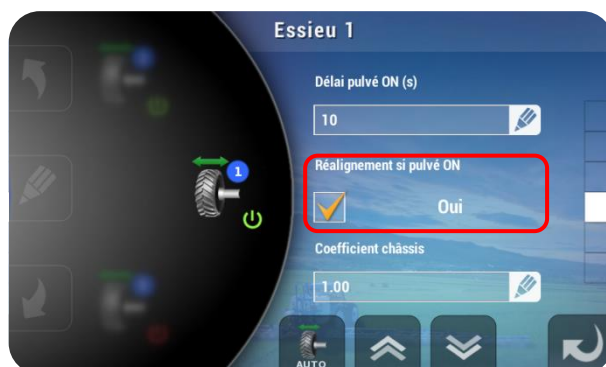 Essieu 1
Délai pulvé ON (s)
10
Réalignement si pulvé ON
1
Oui
Coefficient châssis
1.00
AUTO